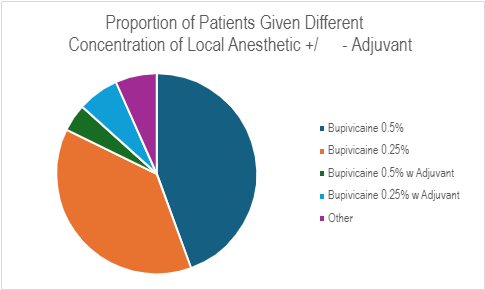 Proportion of Patients Given Different
Concentration of Local Anesthetic +/ - Adjuvant
Bupivicaine 0.5%
Bupivicaine 0.25%
Bupivicaine 0.5% w Adjuvant
Bupivicaine 0.25% w Adjuvant
Other